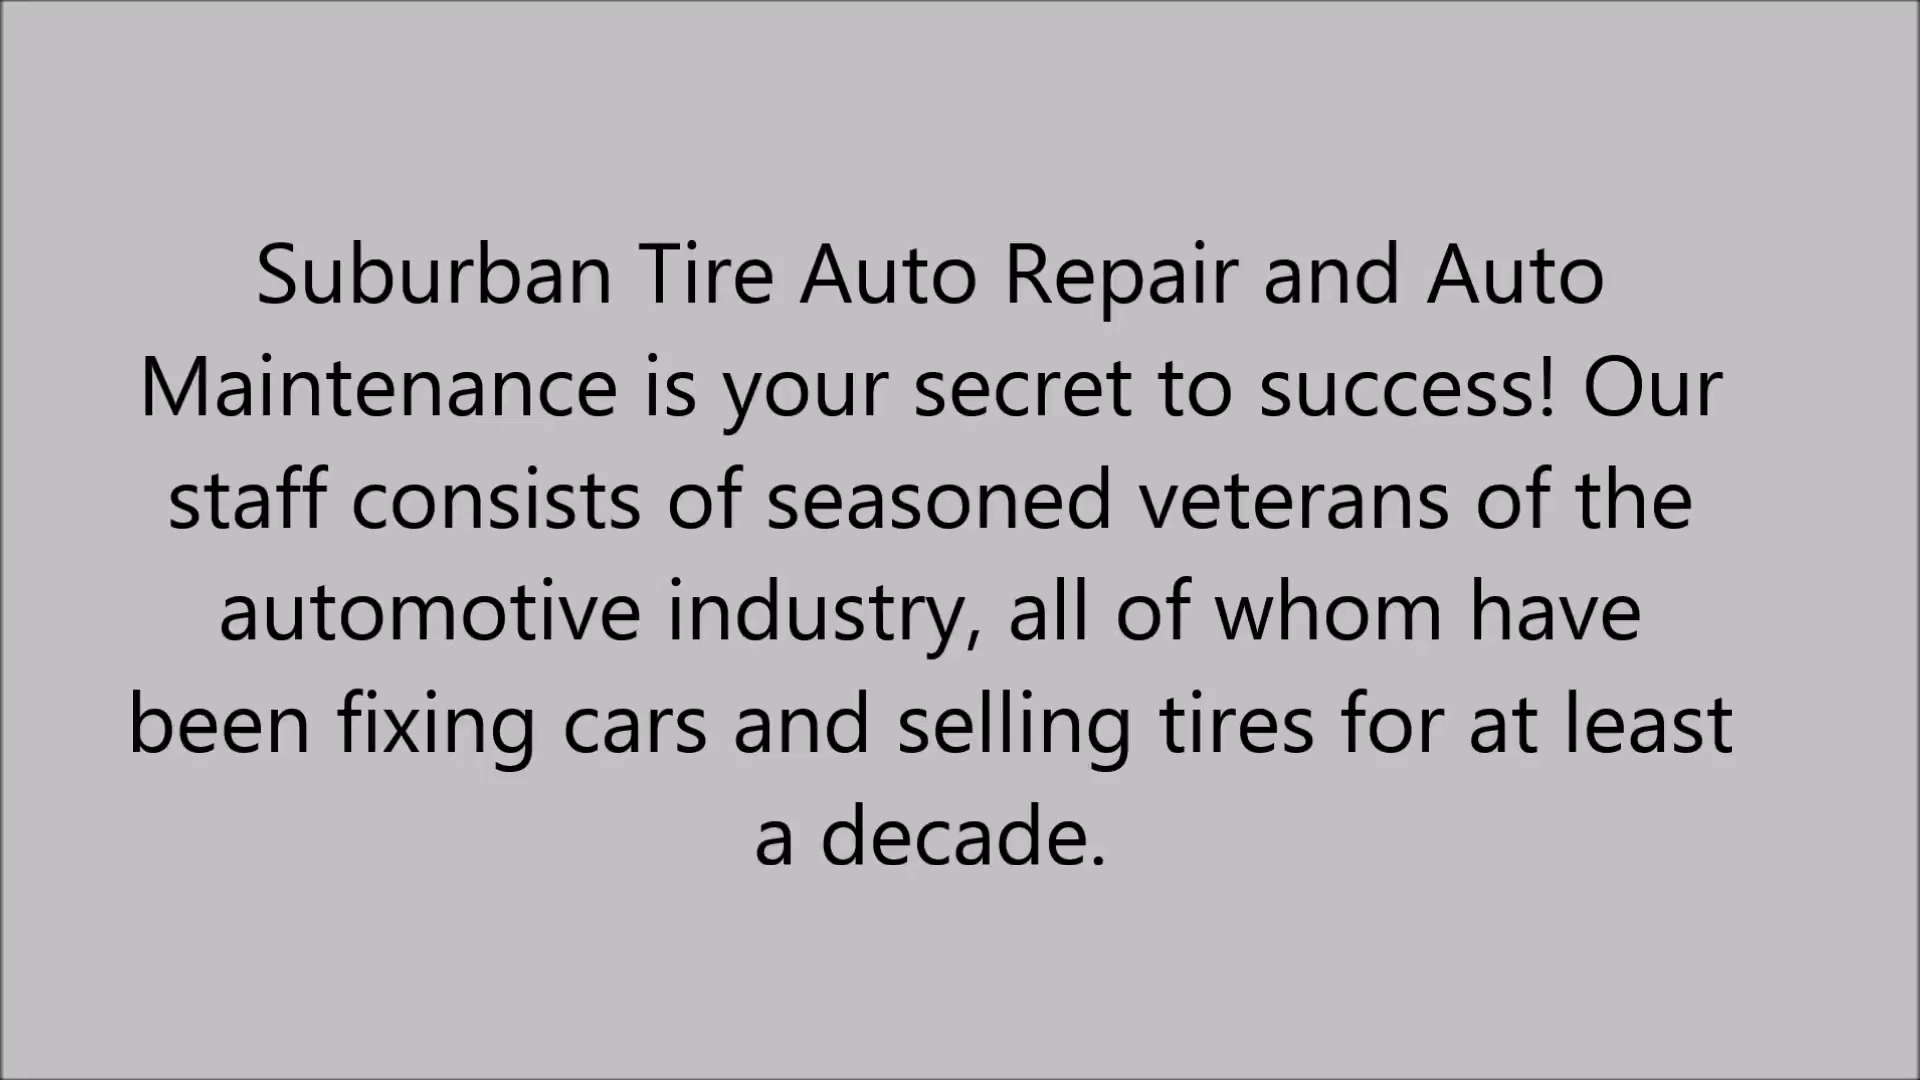 Suburban Tire Auto Repair and Auto
Maintenance is your secret to success! Our
staff consists of seasoned veterans of the
automotive industry, all of whom have
been fixing cars and selling tires for at least
a decade.